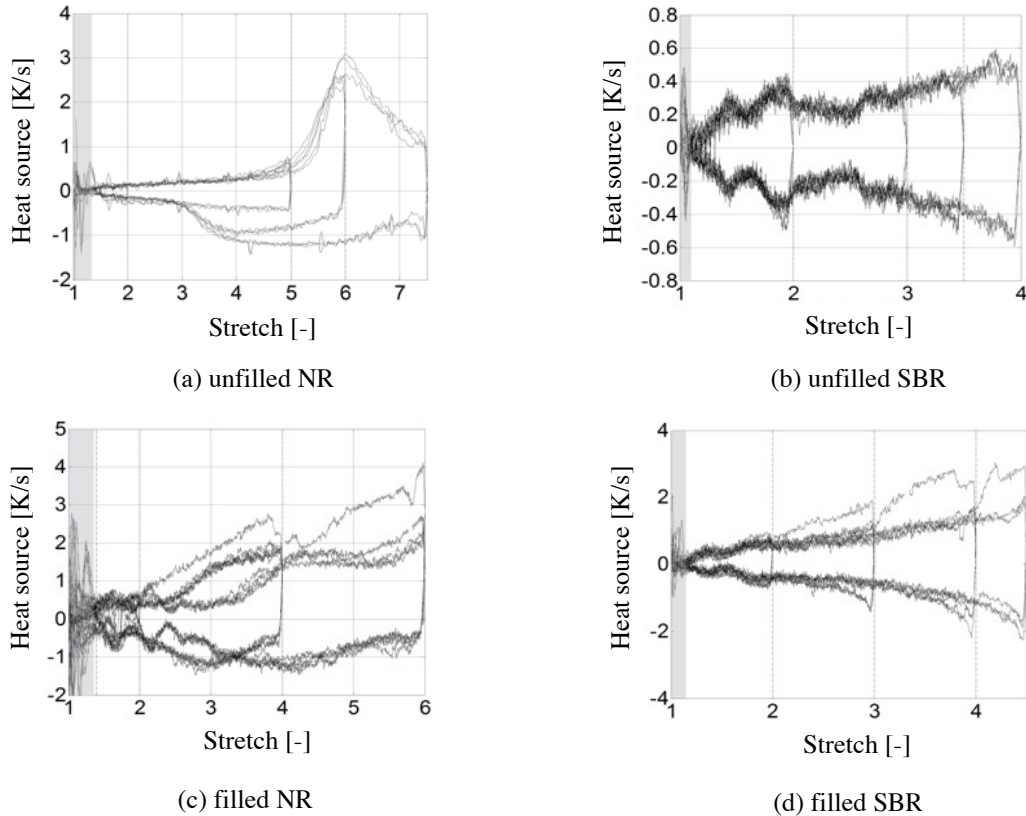 4
3
2
1
0
-1
-2
1 2 3 4 5 6 7
Heat source [K/s]
Stretch [-]
(a) unfilled NR
0.8
0.6
0.4
0.2
0
-0.2
-0.4
-0.6
-0.8
1 2 3 4
Heat source [K/s]
Stretch [-]
(b) unfilled SBR
5
4
3
2
1
0
-1
-2
1 2 3 4 5 6
Heat source [K/s]
Stretch [-]
(c) filled NR
4
2
0
-2
-4
1 2 3 4
Heat source [K/s]
Stretch [-]
(d) filled SBR